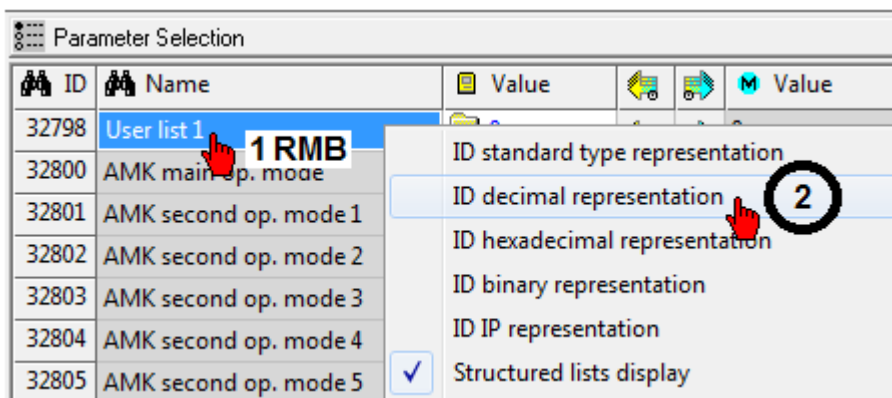 Parameter Selection
ID Name Value M Value
32798 User list 1
1 RMB
32800 AMK main op. mode
32801 AMK second op. mode 1
32802 AMK second op. mode 2
32803 AMK second op. mode 3
32804 AMK second op. mode 4
32805 AMK second op. mode 5
ID standard type representation
ID decimal representation
2
ID hexadecimal representation
ID binary representation
ID IP representation
Structured lists display